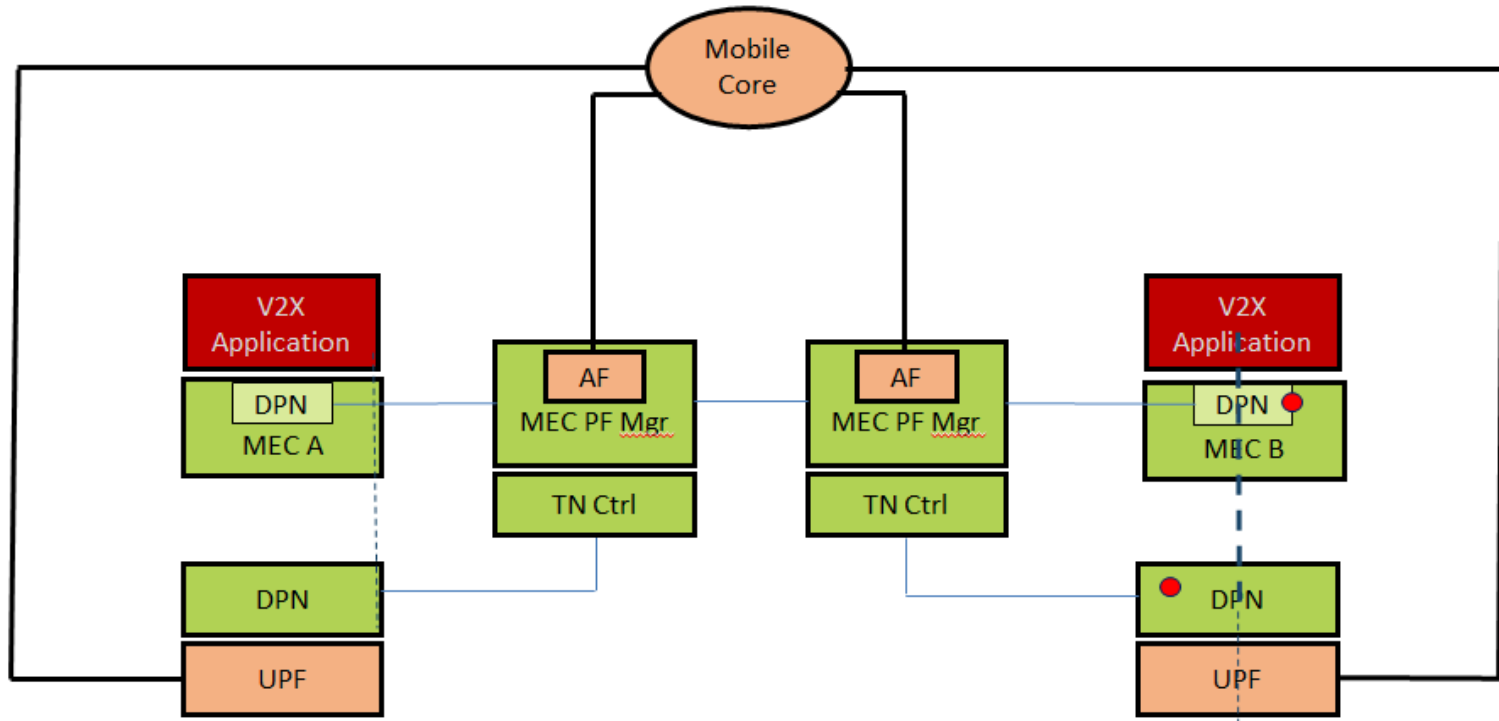 Mobile
Core
V2X
Application
V2X
Application
AF
MEC PF Mgr
AF
MEC PF Mgr
DPN
MEC A
DPN
MEC B
TN Ctrl
TN Ctrl
DPN
DPN
UPF
UPF